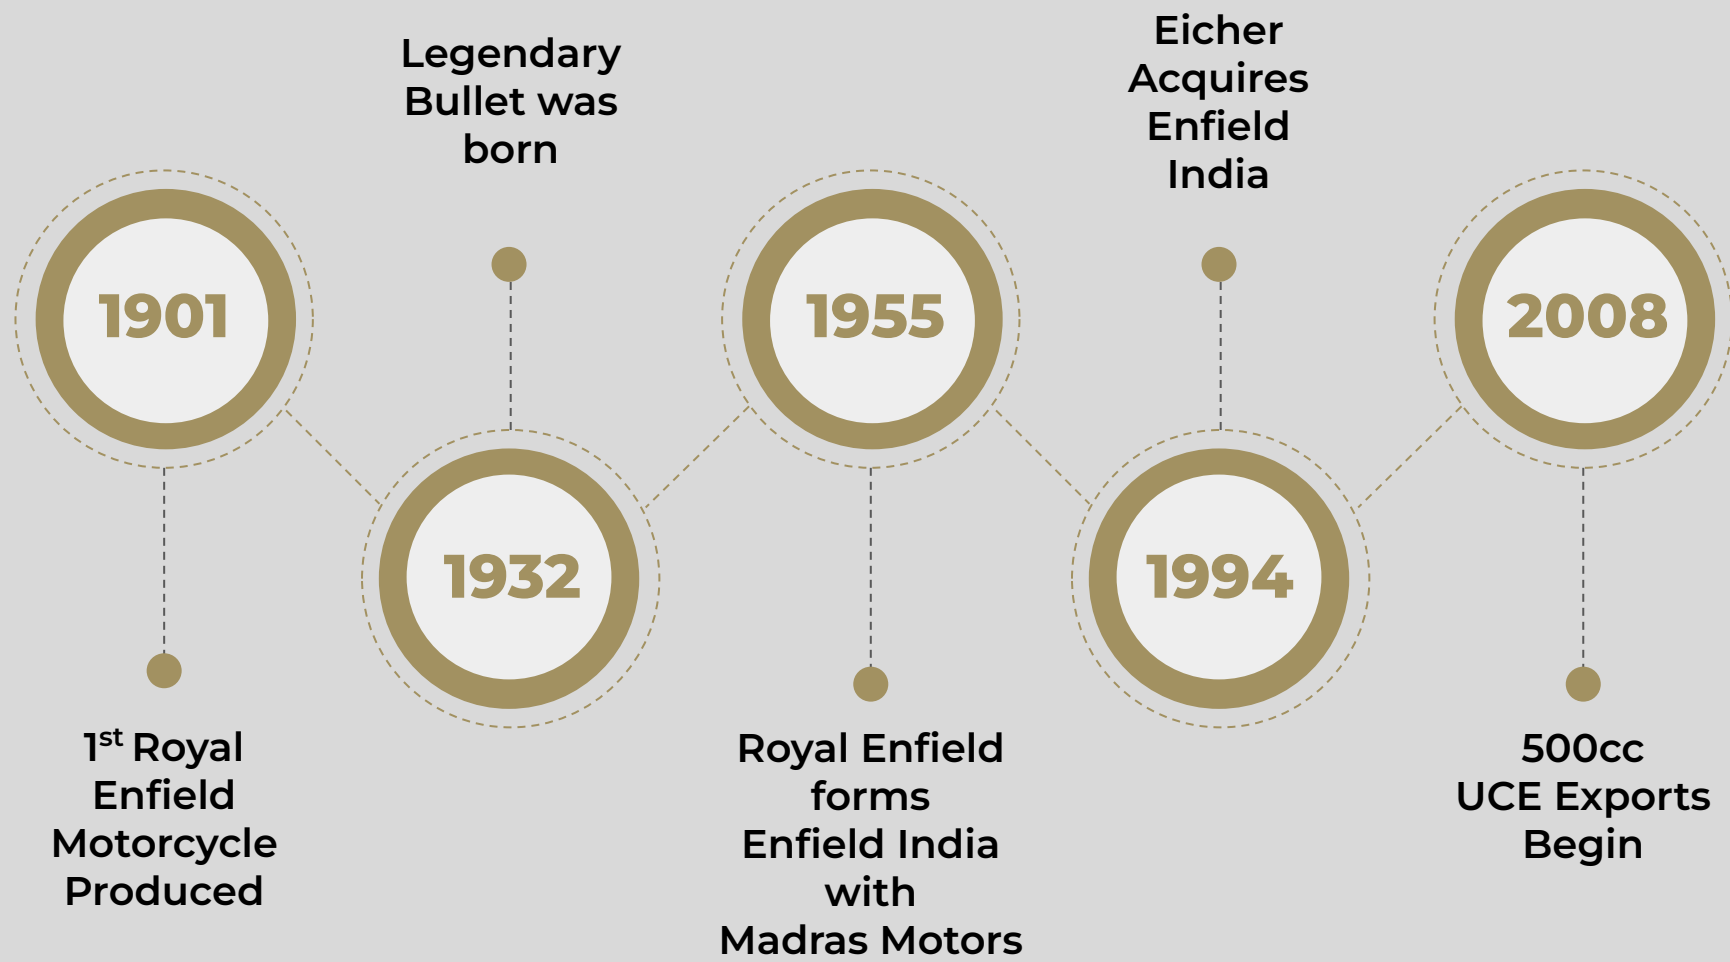 1901
1st Royal
Enfield
Motorcycle
Produced
Legendary
Bullet was
born
1932
1955
Royal Enfield
forms
Enfield India
with
Madras Motors
Eicher
Acquires
Enfield
India
1994
2008
500cc
UCE Exports
Begin